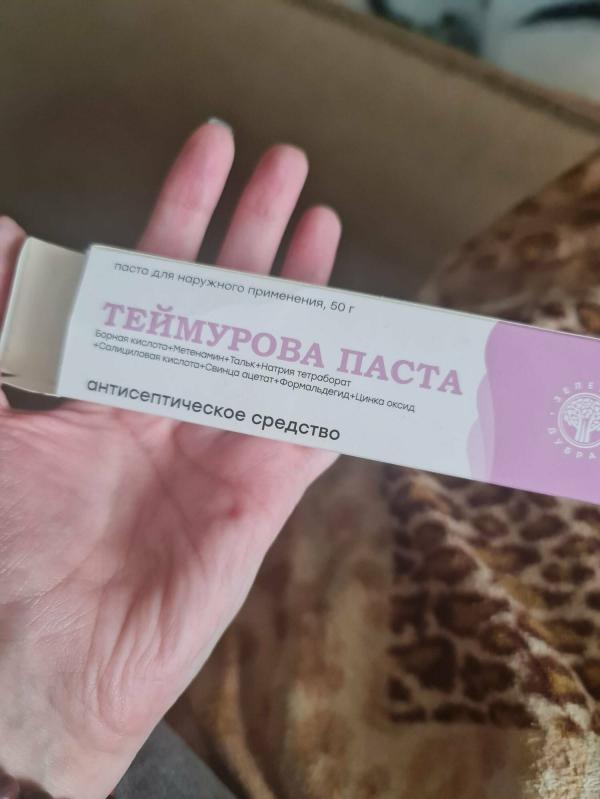 паста для наружного применения, 50 г
ТЕЙМУРОВА ПАСТА
Борная кислота+Метенамин+Тальк+Натрия тетраборат
+Салициловая кислота+Свинца ацетат+Формальдегид+Цинка оксид
антисептическое средство